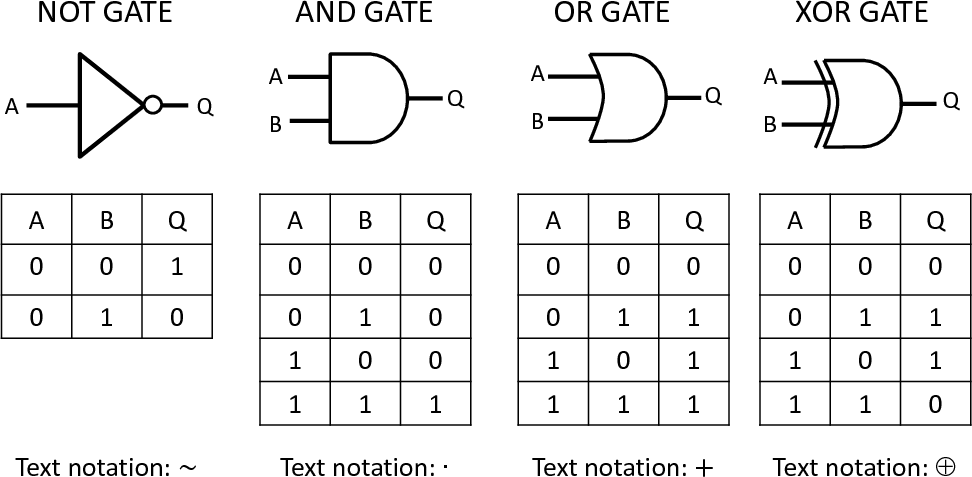 NOT GATE AND GATE OR GATE XOR GATE
A Q A B Q A B Q A B Q
A B Q A B Q A B Q A B Q
0 0 1 0 0 0 0 0 0 0 0 0
0 1 0 0 1 0 0 1 1 0 1 1
1 0 0 1 0 1 1 0 1
1 1 1 1 1 1 1 1 0
Text notation: ~ Text notation: · Text notation: + Text notation: ⊕